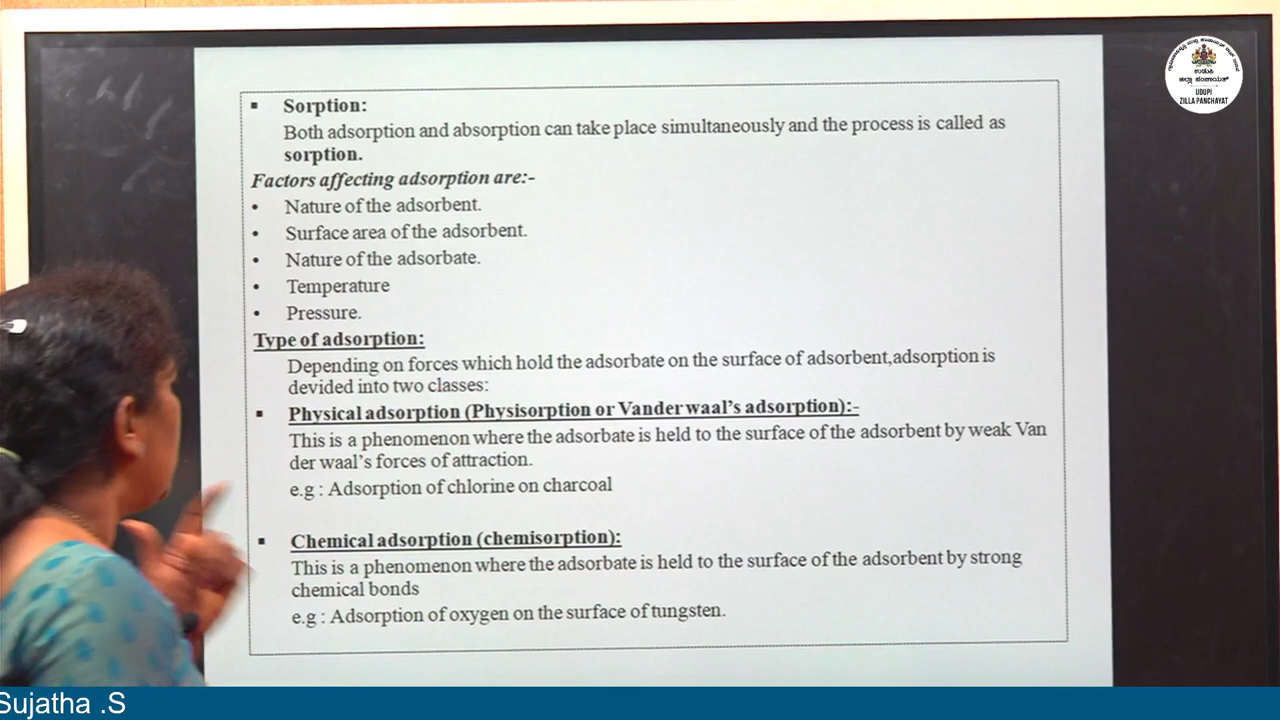 ▪ Sorption:
Both adsorption and absorption can take place simultaneously and the process is called as
sorption.
Factors affecting adsorption are:-
• Nature of the adsorbent.
• Surface area of the adsorbent.
• Nature of the adsorbate.
• Temperature
• Pressure.
Type of adsorption:
Depending on forces which hold the adsorbate on the surface of adsorbent,adsorption is
devided into two classes:
▪ Physical adsorption (Physisorption or Vander waal's adsorption):-
This is a phenomenon where the adsorbate is held to the surface of the adsorbent by weak Van
der waal's forces of attraction.
e.g : Adsorption of chlorine on charcoal
▪ Chemical adsorption (chemisorption):
This is a phenomenon where the adsorbate is held to the surface of the adsorbent by strong
chemical bonds
e.g : Adsorption of oxygen on the surface of tungsten.
ಉಡುಪಿ
ಜಿಲ್ಲಾ ಪಂಚಾಯತ್
UDUPI
ZILLA PANCHAYAT
Sujatha .S